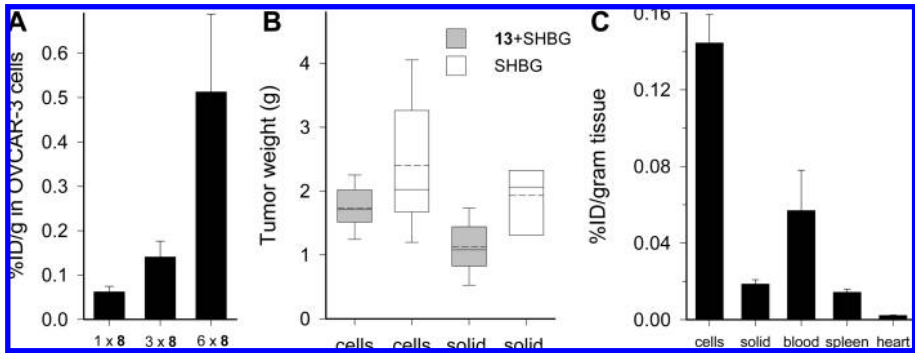 A
%ID/g in OVCAR-3 cells
0.6
0.5
0.4
0.3
0.2
0.1
0.0
1 x 8
3 x 8
6 x 8
B
Tumor weight (g)
4
3
2
1
0
13+SHBG
SHBG
cells
cells
solid
solid
C
%ID/gram tissue
0.16
0.12
0.08
0.04
0.00
cells
solid
blood
spleen
heart